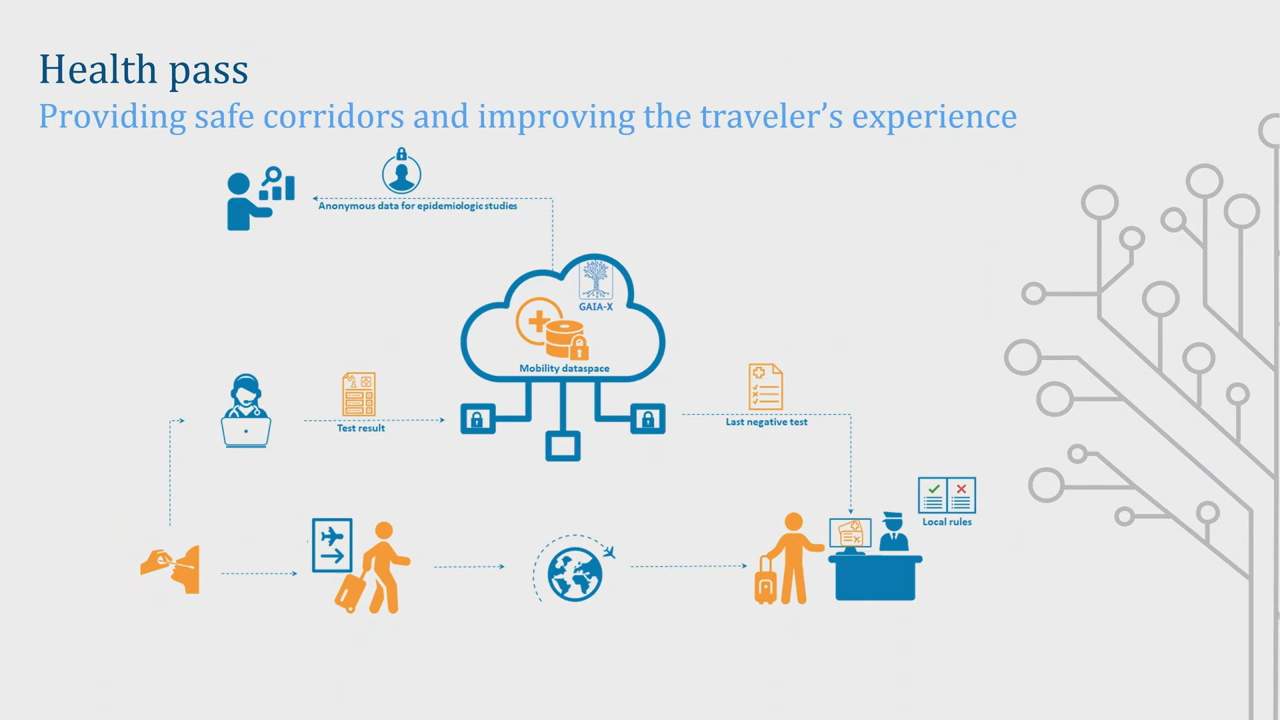 Health pass
Providing safe corridors and improving the traveler’s experience
Anonymous data for epidemiologic studies
GAIA-X
Mobility dataspace
Test result
Last negative test
Local rules